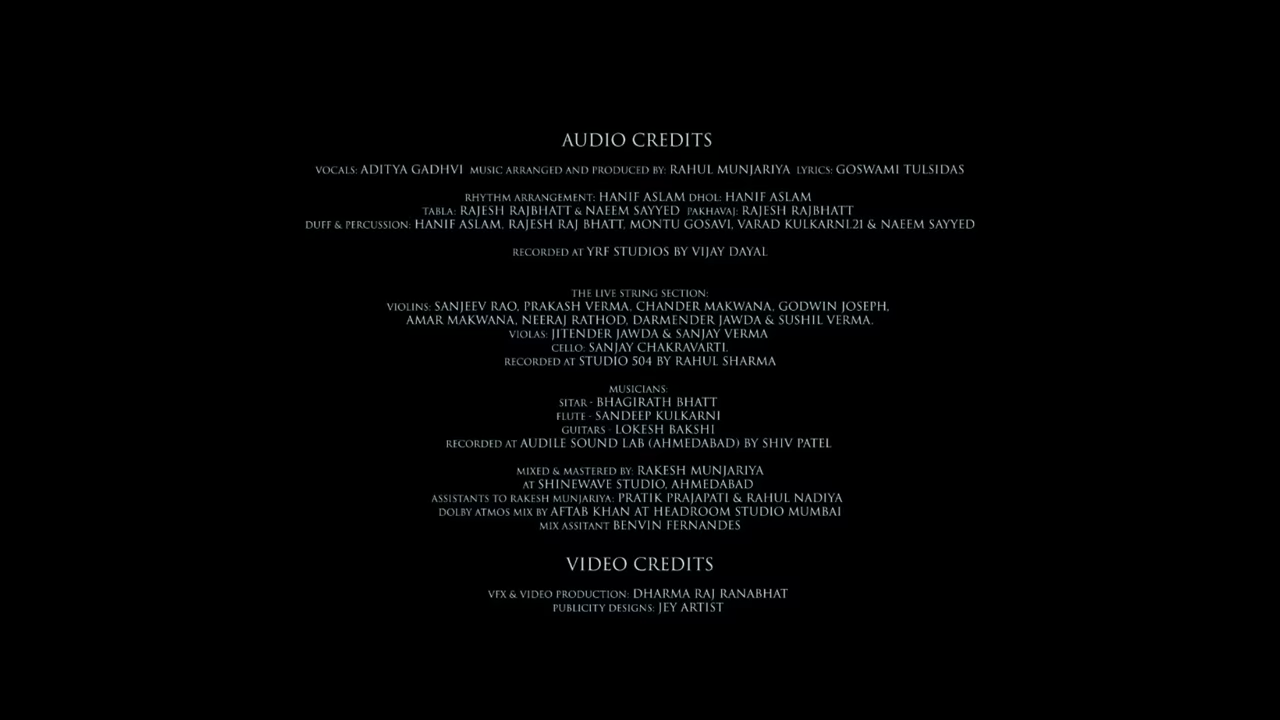 AUDIO CREDITS
VOCALS: ADITYA GADHVI MUSIC ARRANGED AND PRODUCED BY: RAHUL MUNJARIYA LYRICS: GOSWAMI TULSIDAS
RHYTHM ARRANGEMENT: HANIF ASLAM DHOL: HANIF ASLAM
TABLA: RAJESH RAJBHATT & NAEEM SAYYED PAKHAVAJ: RAJESH RAJBHATT
DUFF & PERCUSSION: HANIF ASLAM, RAJESH RAJ BHATT, MONTU GOSAVI, VARAD KULKARNI.21 & NAEEM SAYYED
RECORDED AT YRF STUDIOS BY VIJAY DAYAL
THE LIVE STRING SECTION:
VIOLINS: SANJEEV RAO, PRAKASH VERMA, CHANDER MAKWANA, GODWIN JOSEPH,
AMAR MAKWANA, NEERAJ RATHOD, DARMENDER JAWDA & SUSHIL VERMA.
VIOLAS: JITENDER JAWDA & SANJAY VERMA
CELLO: SANJAY CHAKRAVARTI.
RECORDED AT STUDIO 504 BY RAHUL SHARMA
MUSICIANS:
SITAR - BHAGIRATH BHATT
FLUTE - SANDEEP KULKARNI
GUITARS - LOKESH BAKSHI
RECORDED AT AUDILE SOUND LAB (AHMEDABAD) BY SHIV PATEL
MIXED & MASTERED BY: RAKESH MUNJARIYA
AT SHINEWAVE STUDIO, AHMEDABAD
ASSISTANTS TO RAKESH MUNJARIYA: PRATIK PRAJAPATI & RAHUL NADIYA
DOLBY ATMOS MIX BY AFTAB KHAN AT HEADROOM STUDIO MUMBAI
MIX ASSITANT BENVIN FERNANDES
VIDEO CREDITS
VFX & VIDEO PRODUCTION: DHARMA RAJ RANABHAT
PUBLICITY DESIGNS: JEY ARTIST